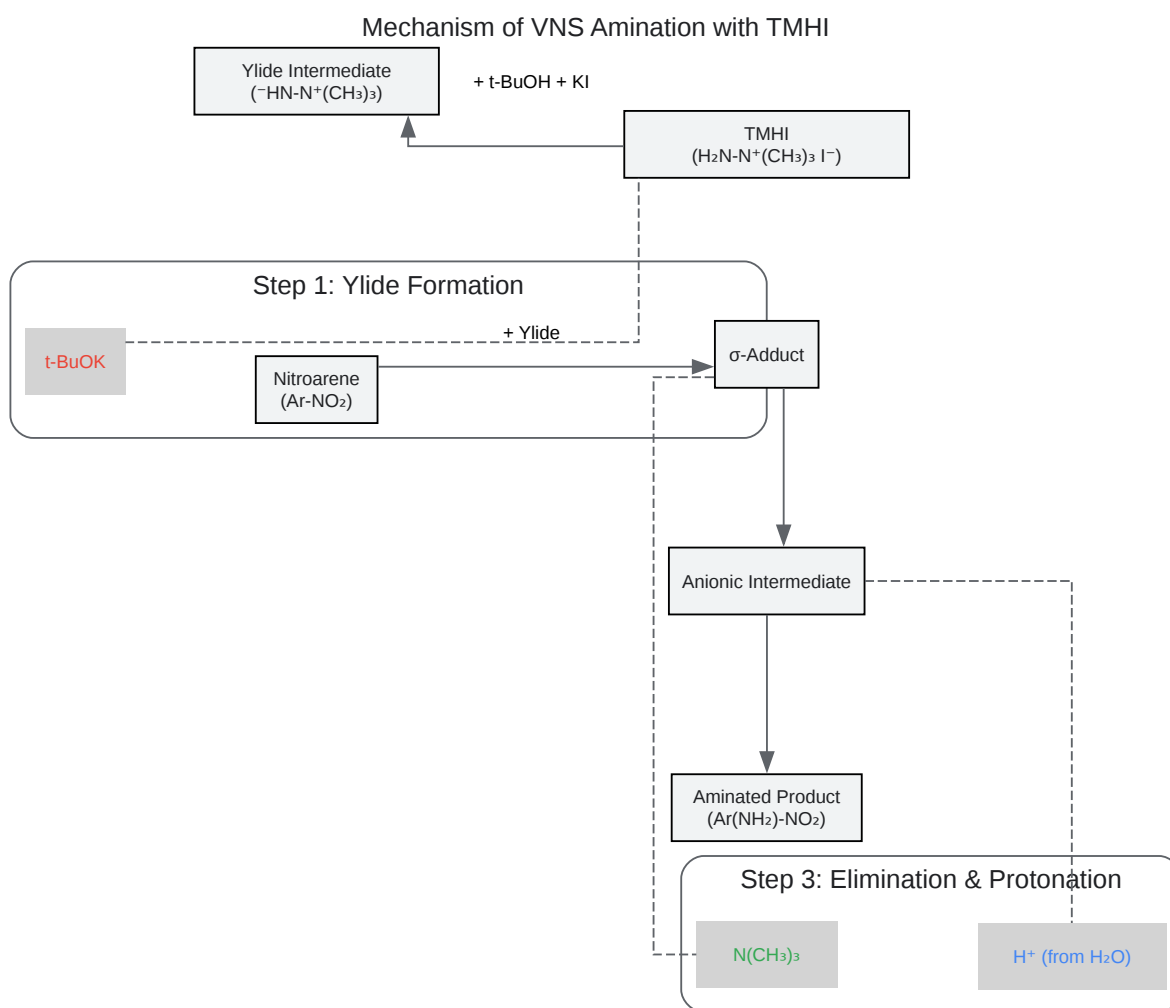 Mechanism of VNS Amination with TMHI
Ylide Intermediate
(⁻HN-N⁺(CH₃)₃)
+ t-BuOH + KI
TMHI
(H₂N-N⁺(CH₃)₃ I⁻)
Step 1: Ylide Formation
t-BuOK
+ Ylide
Nitroarene
(Ar-NO₂)
σ-Adduct
Anionic Intermediate
Aminated Product
(Ar(NH₂)-NO₂)
Step 3: Elimination & Protonation
N(CH₃)₃
H⁺ (from H₂O)